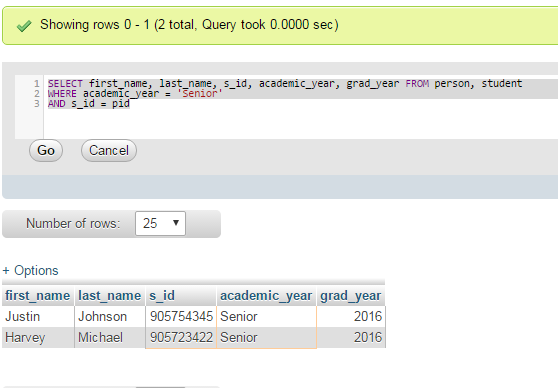 Showing rows 0 - 1 (2 total, Query took 0.0000 sec)
1 SELECT first_name, last_name, s_id, academic_year, grad_year FROM person, student
2 WHERE academic_year = 'Senior'
3 AND s_id = pid
Go Cancel
Number of rows: 25
+ Options
first_name last_name s_id academic_year grad_year
Justin Johnson 905754345 Senior 2016
Harvey Michael 905723422 Senior 2016